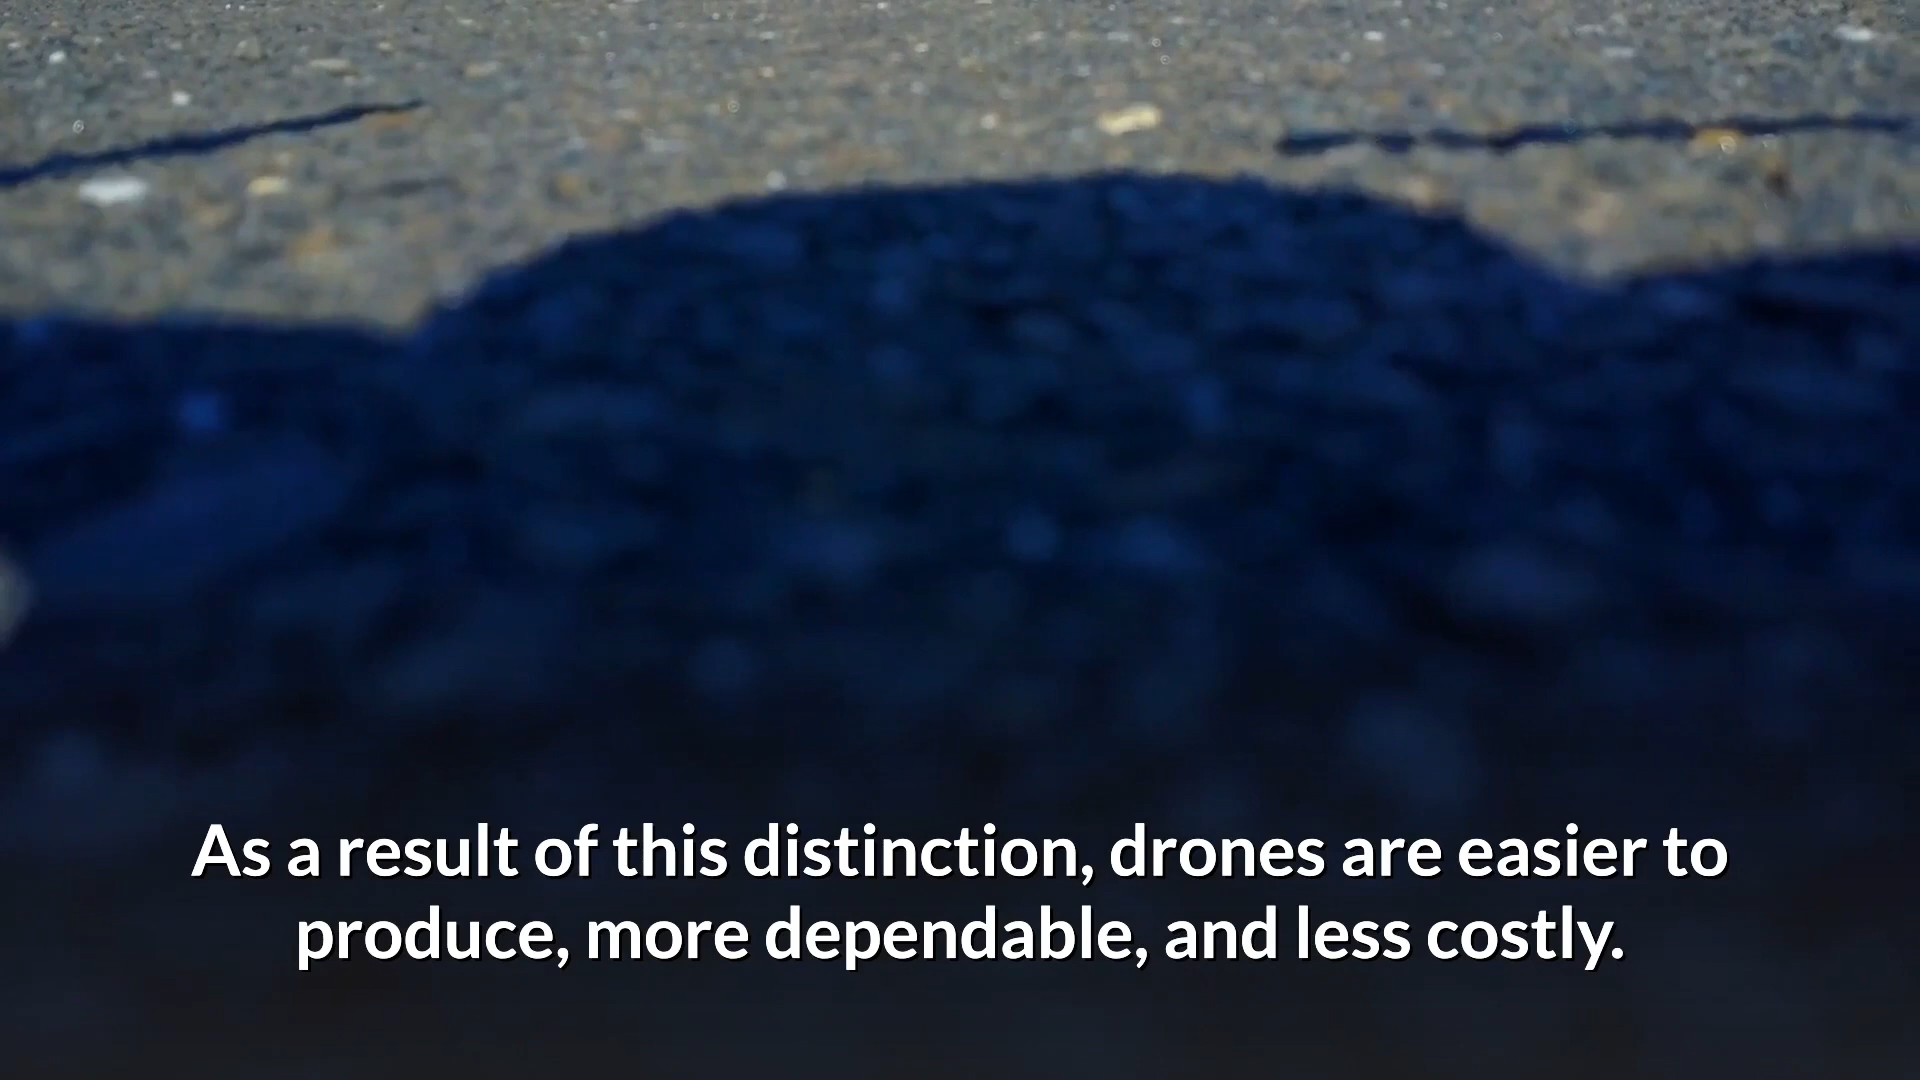 As a result of this distinction, drones are easier to
produce, more dependable, and less costly.